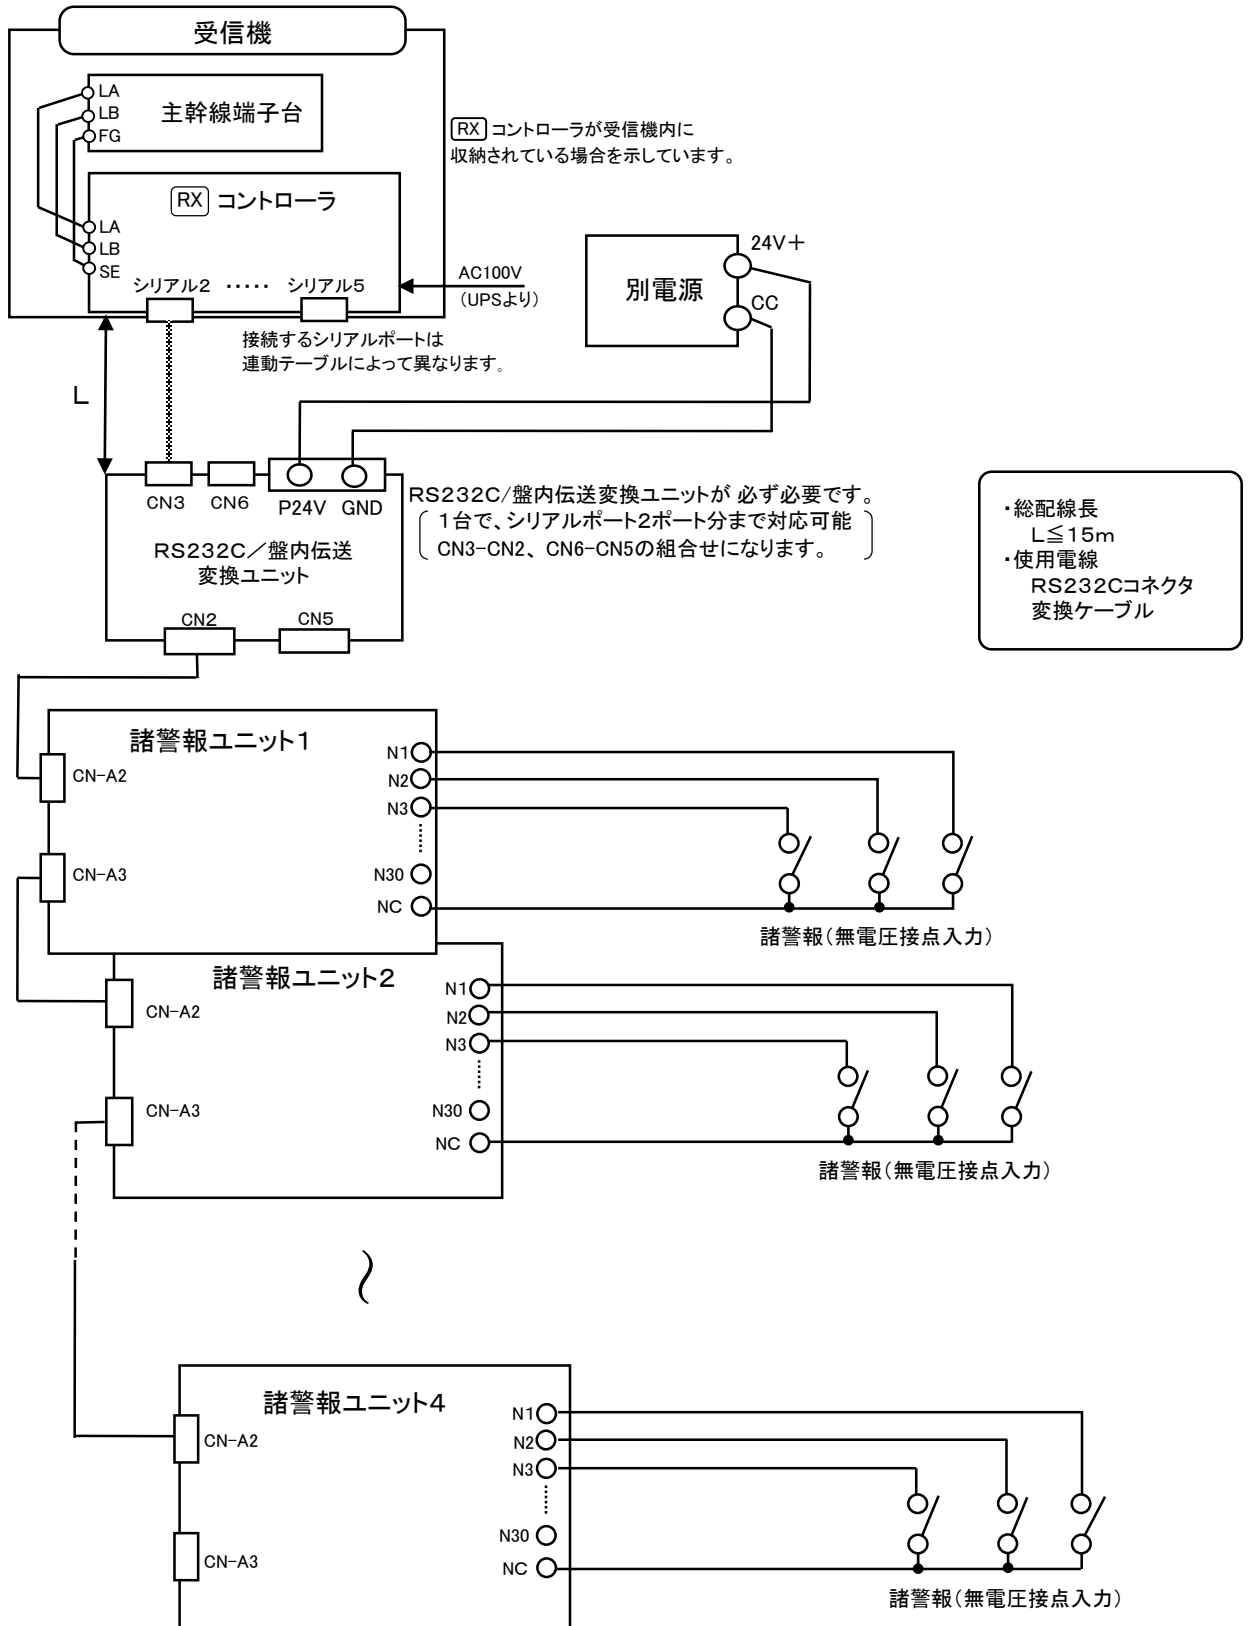 受信機
LA
LB
FG
主幹線端子台
RX コントローラが受信機内に
収納されている場合を示しています。
RX コントローラ
LA
LB
SE
シリアル2 ・・・・・ シリアル5
AC100V
(UPSより)
接続するシリアルポートは
連動テーブルによって異なります。
別電源
24V＋
CC
L
CN3
CN6
P24V GND
RS232C/盤内伝送変換ユニットが 必ず必要です。
1台で、シリアルポート2ポート分まで対応可能
CN3-CN2、CN6-CN5の組合せになります。
RS232C／盤内伝送
変換ユニット
CN2
CN5
・総配線長
L≦15m
・使用電線
RS232Cコネクタ
変換ケーブル
諸警報ユニット1
CN-A2
CN-A3
N1
N2
N3
N30
NC
諸警報（無電圧接点入力）
諸警報ユニット2
CN-A2
CN-A3
N1
N2
N3
N30
NC
諸警報（無電圧接点入力）
諸警報ユニット4
CN-A2
CN-A3
N1
N2
N3
N30
NC
諸警報（無電圧接点入力）